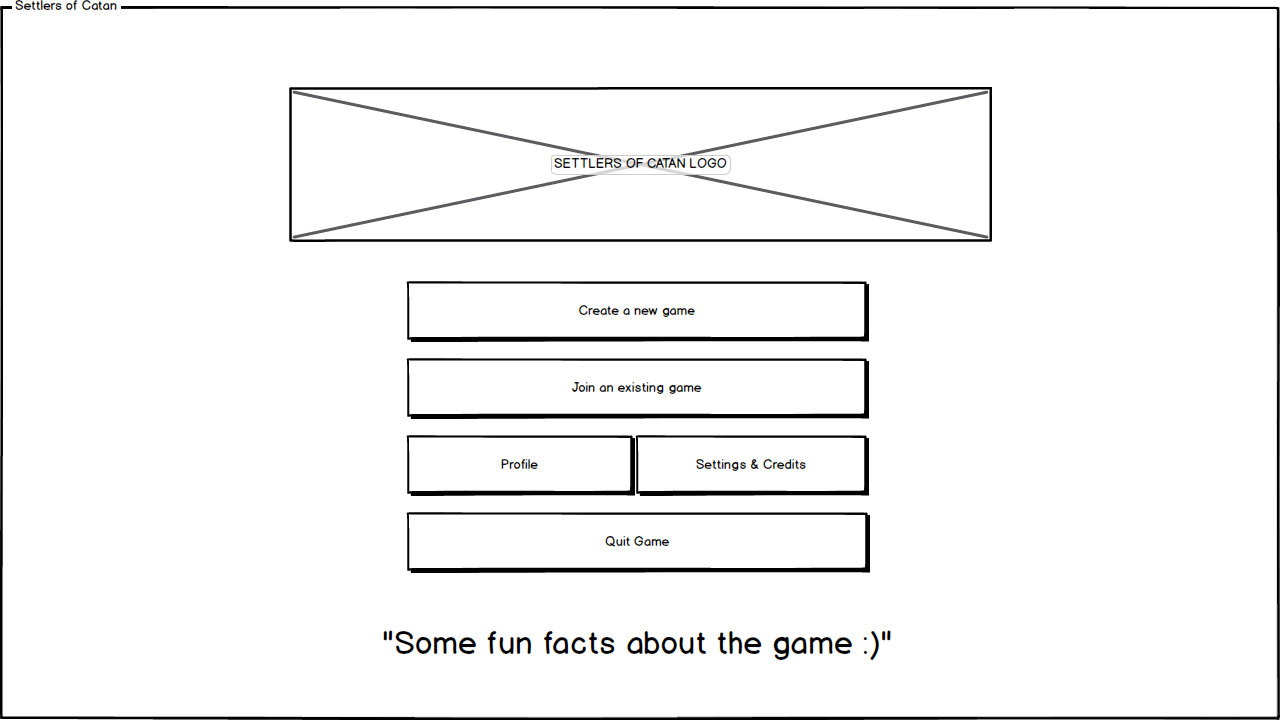 Settlers of Catan
SETTLERS OF CATAN LOGO
Create a new game
Join an existing game
Profile
Settings & Credits
Quit Game
"Some fun facts about the game :)"